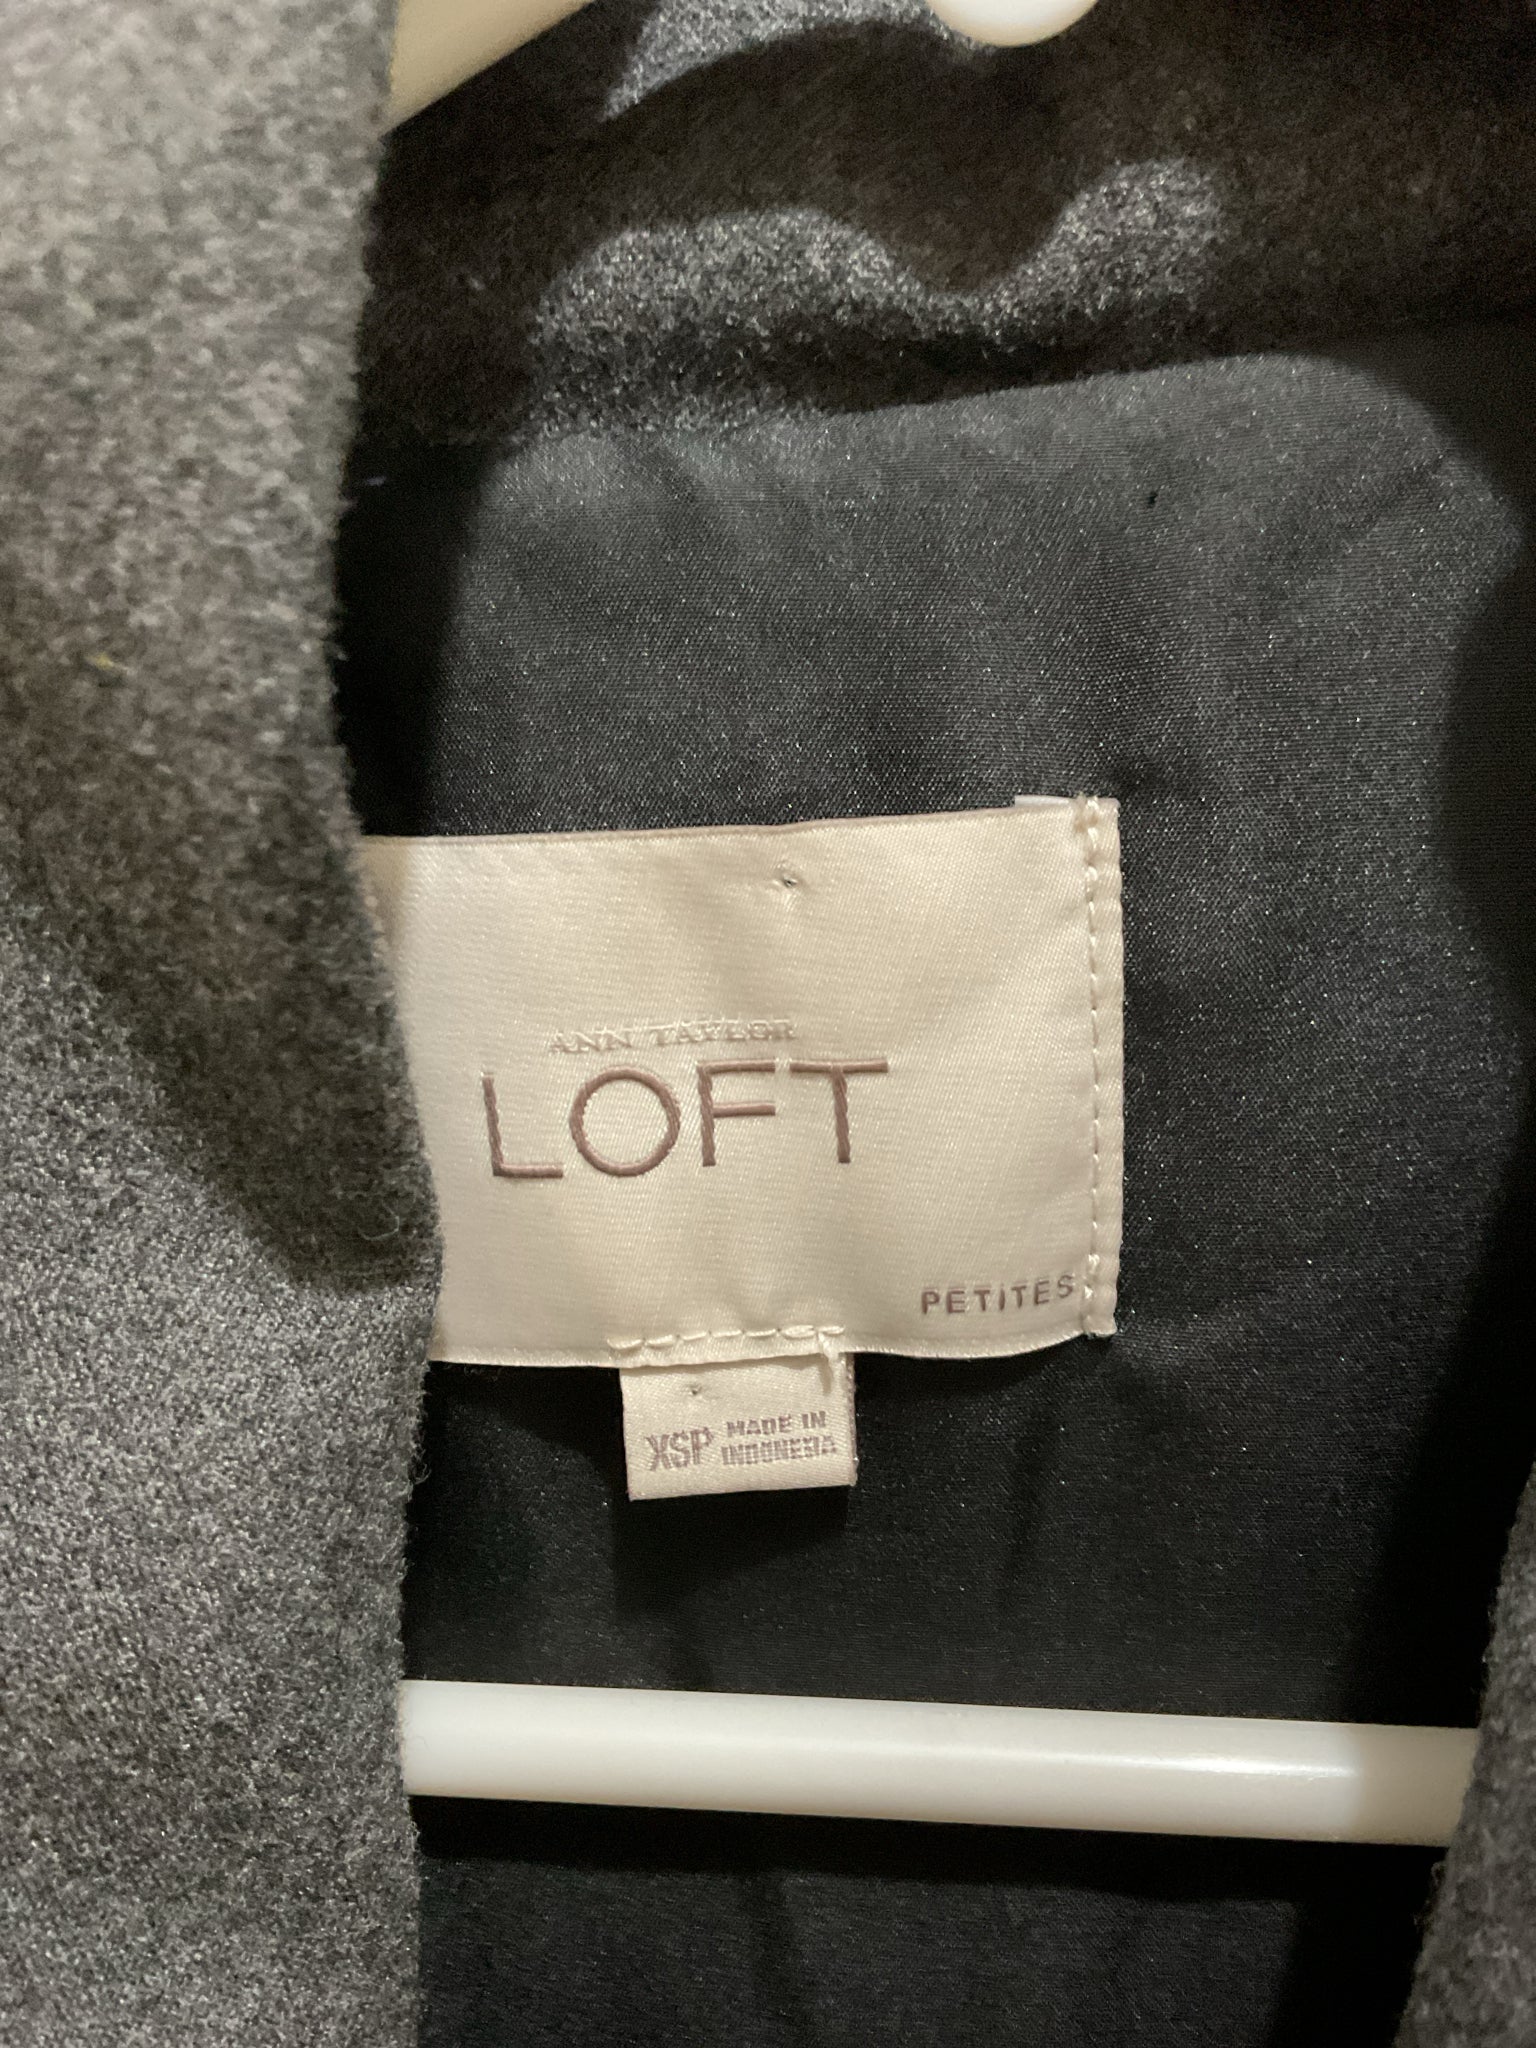 ANN TAYLOR
LOFT
PETITES
XSP MADE IN
INDONESIA